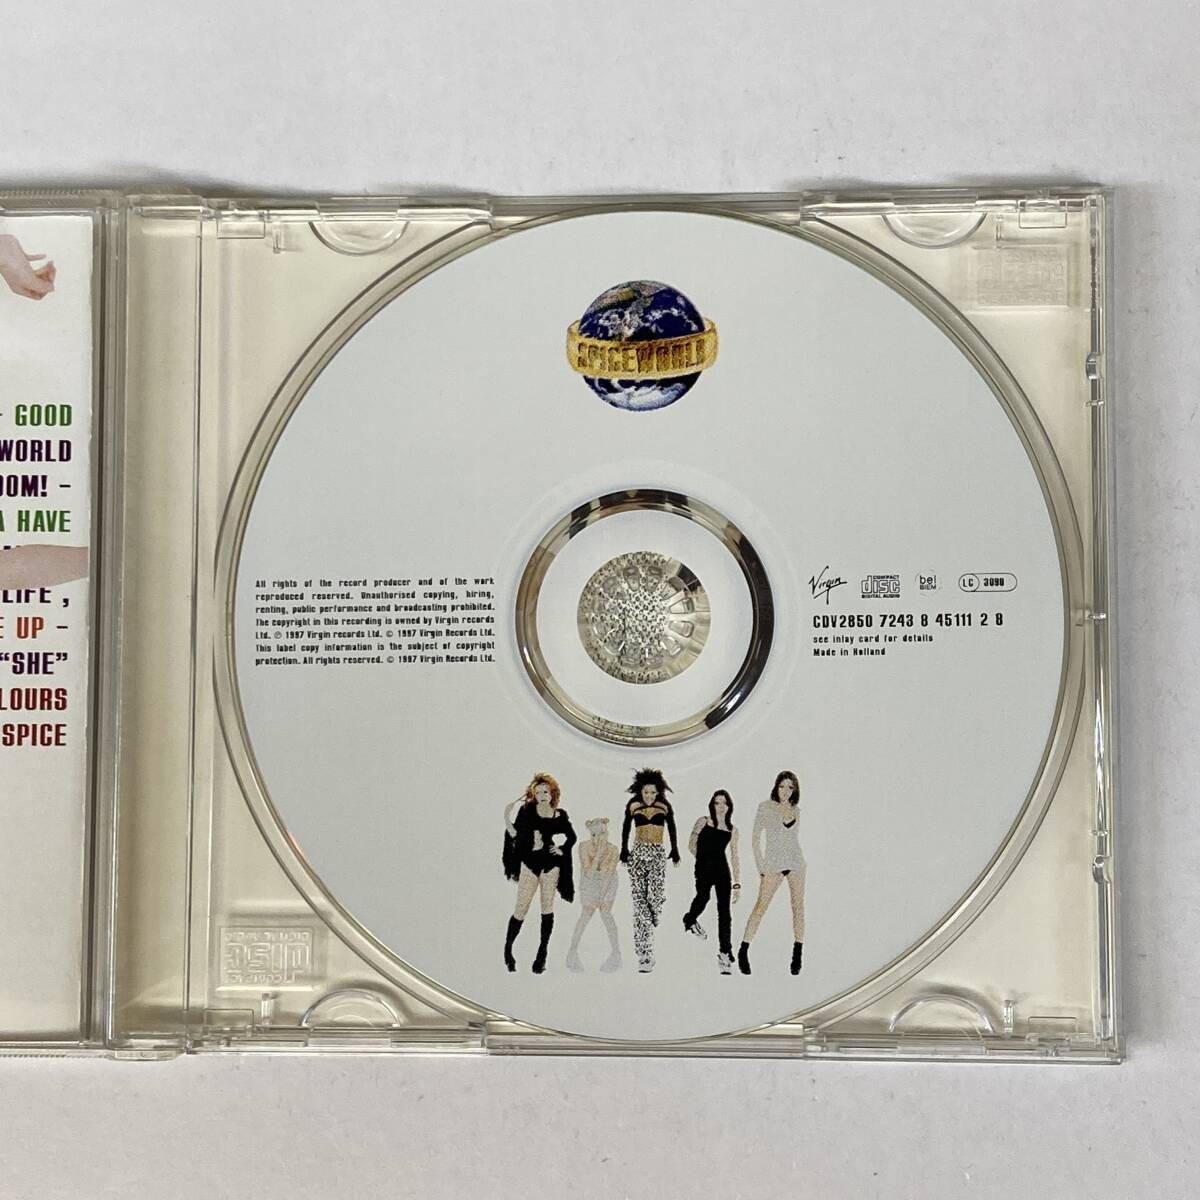 - GOOD
WORLD
OOM! -
A HAVE
LIFE ,
E UP -
"SHE"
LOURS
SPICE
SPICEWORLD
All rights of the record producer and of the work
reproduced reserved. Unauthorised copying, hiring,
renting, public performance and broadcasting prohibited.
The copyright in this recording is owned by Virgin records
Ltd. ℗ 1997 Virgin records Ltd. © 1997 Virgin Records Ltd.
This label copy information is the subject of copyright
protection. All rights reserved. © 1997 Virgin Records Ltd.
Virgin COMPACT disc DIGITAL AUDIO bel BIEM LC 3098
CDV2850 7243 8 45111 2 8
see inlay card for details
Made in Holland